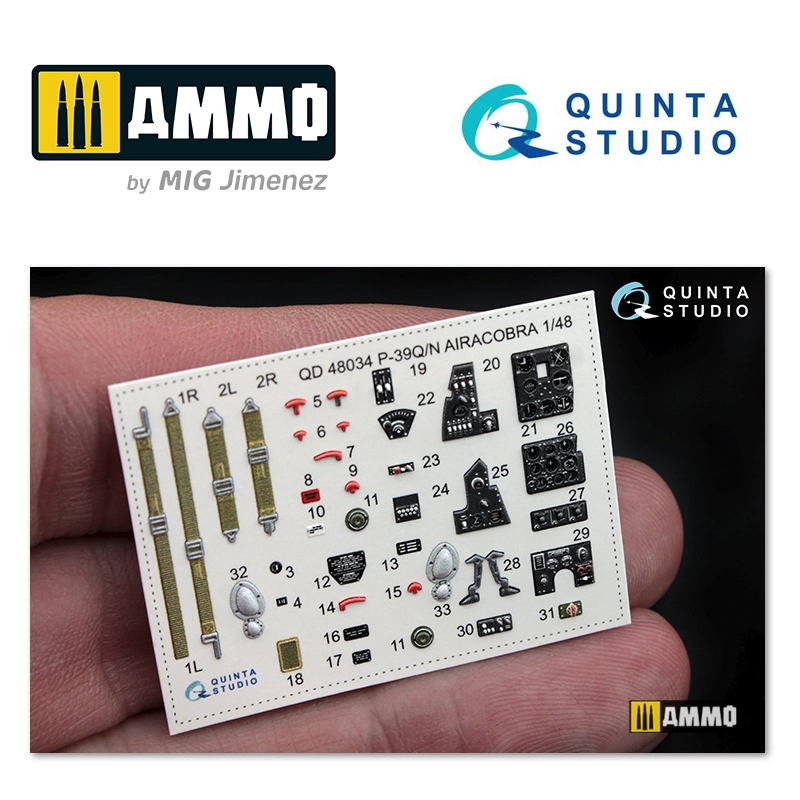 AMMO
by MIG Jimenez
QUINTA
STUDIO
QUINTA
STUDIO
QD 48034 P-39Q/N AIRACOBRA 1/48
1R 2L 2R
5
19
20
6
22
7
21 26
8
9
23
10
11
24
25
27
32
3
12
13
28
29
4
14
15
33
16
11
30
31
1L
18
17
QUINTA
STUDIO
AMMO